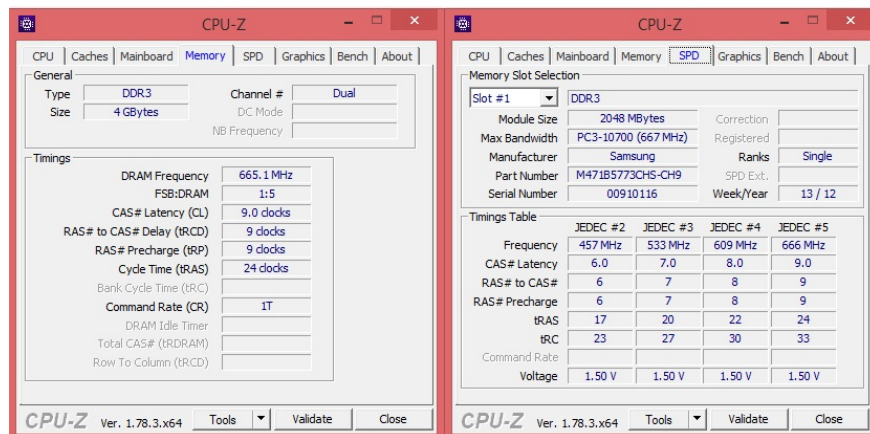 CPU-Z
CPU Caches Mainboard Memory SPD Graphics Bench About
General
Type DDR3 Channel # Dual
Size 4 GBytes DC Mode
NB Frequency
Timings
DRAM Frequency 665.1 MHz
FSB:DRAM 1:5
CAS# Latency (CL) 9.0 clocks
RAS# to CAS# Delay (tRCD) 9 clocks
RAS# Precharge (tRP) 9 clocks
Cycle Time (tRAS) 24 clocks
Bank Cycle Time (tRC)
Command Rate (CR) 1T
DRAM Idle Timer
Total CAS# (tRDRAM)
Row To Column (tRCD)
CPU-Z Ver. 1.78.3.x64 Tools Validate Close
CPU-Z
CPU Caches Mainboard Memory SPD Graphics Bench About
Memory Slot Selection
Slot #1 DDR3
Module Size 2048 MBytes Correction
Max Bandwidth PC3-10700 (667 MHz) Registered
Manufacturer Samsung Ranks Single
Part Number M471B5773CHS-CH9 SPD Ext.
Serial Number 00910116 Week/Year 13 / 12
Timings Table
JEDEC #2 JEDEC #3 JEDEC #4 JEDEC #5
Frequency 457 MHz 533 MHz 609 MHz 666 MHz
CAS# Latency 6.0 7.0 8.0 9.0
RAS# to CAS# 6 7 8 9
RAS# Precharge 6 7 8 9
tRAS 17 20 22 24
tRC 23 27 30 33
Command Rate
Voltage 1.50 V 1.50 V 1.50 V 1.50 V
CPU-Z Ver. 1.78.3.x64 Tools Validate Close